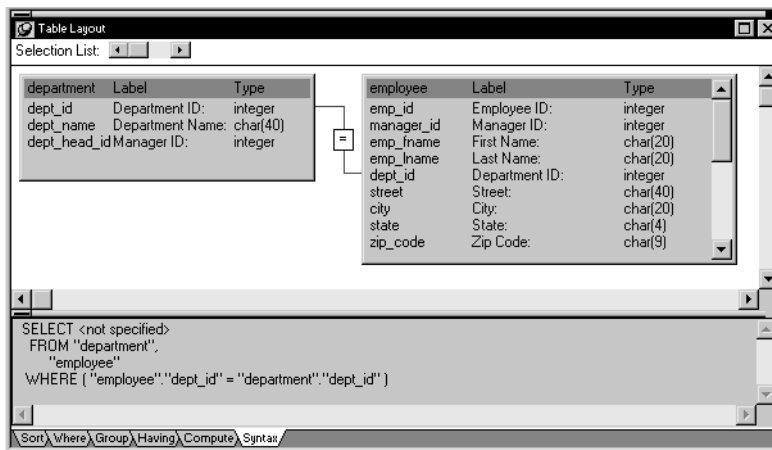 Table Layout
Selection List:
department Label Type
dept_id Department ID: integer
dept_name Department Name: char(40)
dept_head_id Manager ID: integer
=
employee Label Type
emp_id Employee ID: integer
manager_id Manager ID: integer
emp_fname First Name: char(20)
emp_lname Last Name: char(20)
dept_id Department ID: integer
street Street: char(40)
city City: char(20)
state State: char(4)
zip_code Zip Code: char(9)
SELECT <not specified>
FROM "department",
"employee"
WHERE ( "employee"."dept_id" = "department"."dept_id" )
Sort Where Group Having Compute Syntax